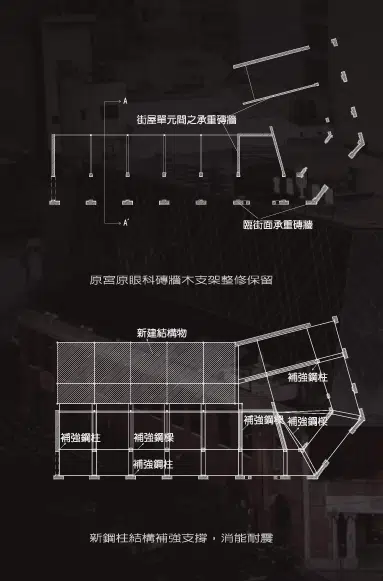 A
街屋單元間之承重磚牆
A'
臨街面承重磚牆
原宮原眼科磚牆木支架整修保留
新建結構物
補強鋼柱
補強鋼樑
補強鋼樑
補強鋼柱
補強鋼樑
補強鋼柱
新鋼柱結構補強支撐，消能耐震